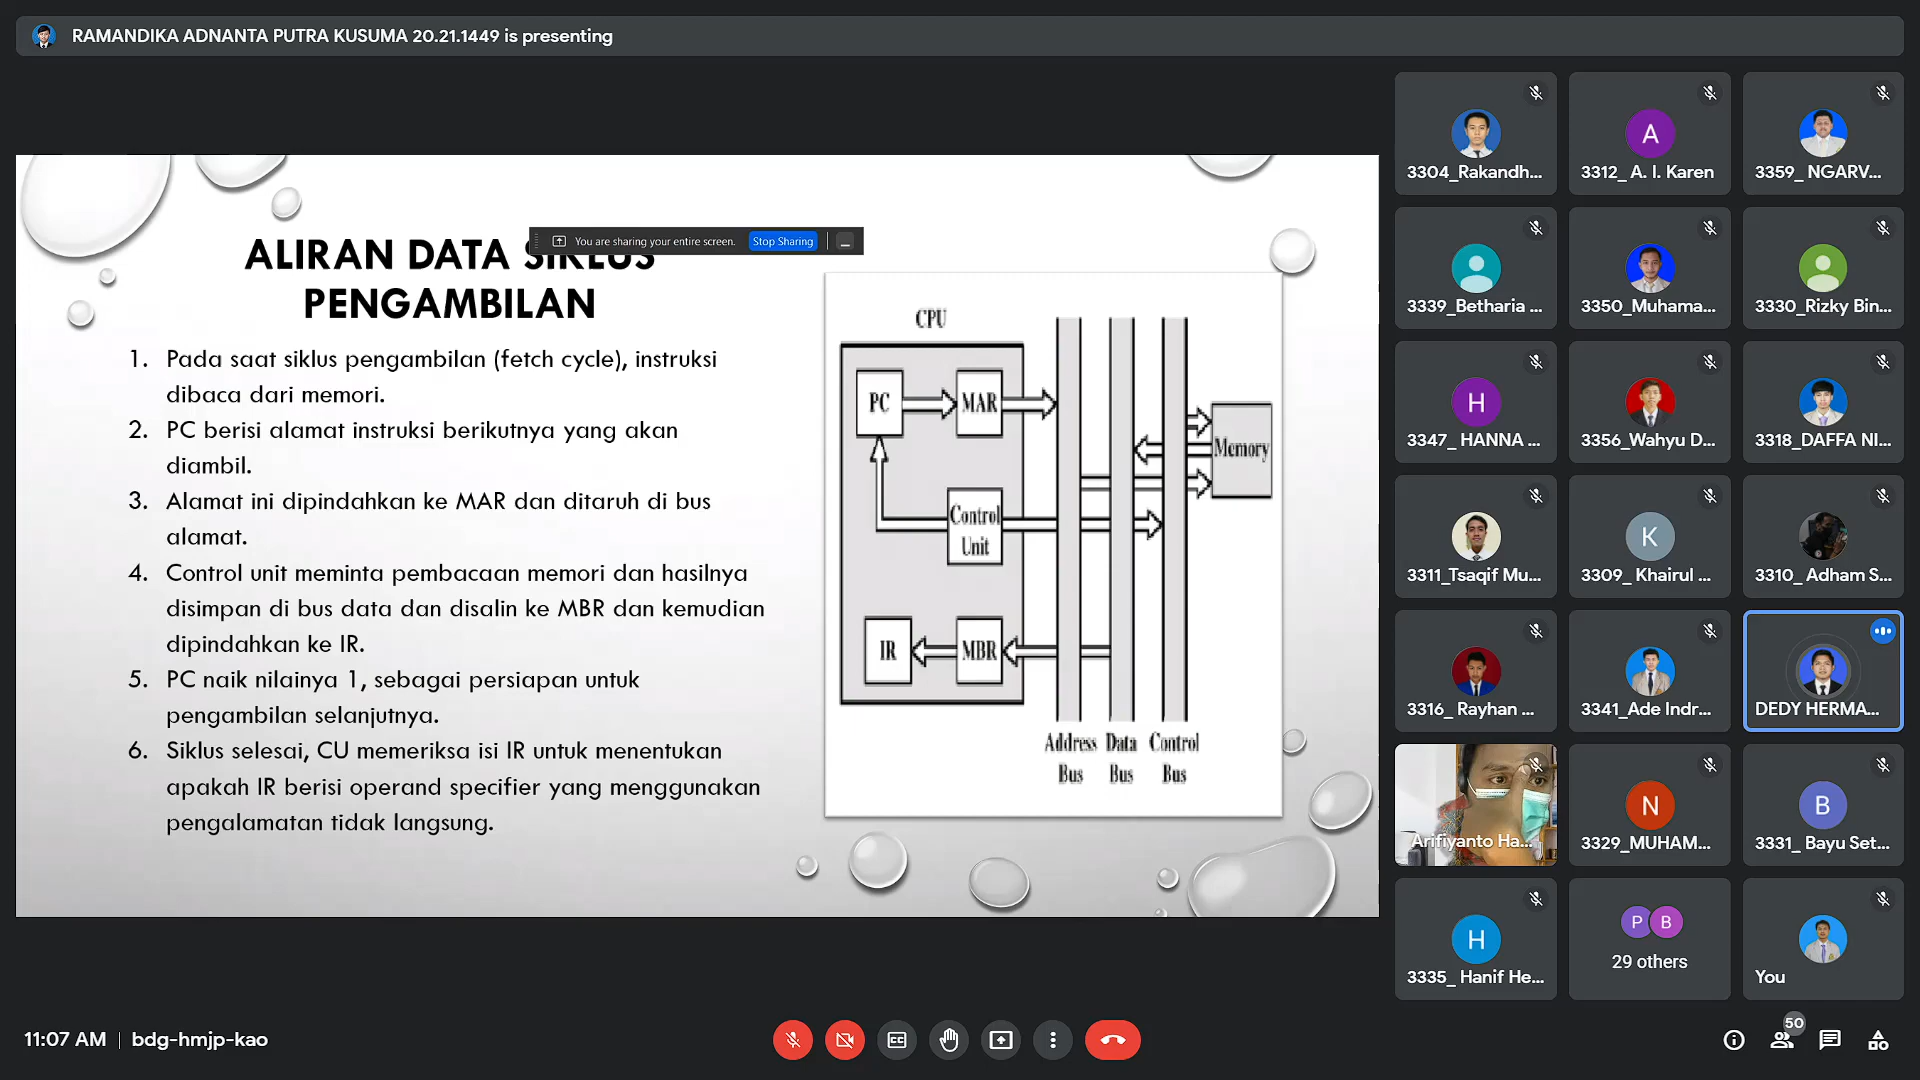 RAMANDIKA ADNANTA PUTRA KUSUMA 20.21.1449 is presenting
You are sharing your entire screen.
Stop Sharing
ALIRAN DATA SIKLUS
PENGAMBILAN
1. Pada saat siklus pengambilan (fetch cycle), instruksi
dibaca dari memori.
2. PC berisi alamat instruksi berikutnya yang akan
diambil.
3. Alamat ini dipindahkan ke MAR dan ditaruh di bus
alamat.
4. Control unit meminta pembacaan memori dan hasilnya
disimpan di bus data dan disalin ke MBR dan kemudian
dipindahkan ke IR.
5. PC naik nilainya 1, sebagai persiapan untuk
pengambilan selanjutnya.
6. Siklus selesai, CU memeriksa isi IR untuk menentukan
apakah IR berisi operand specifier yang menggunakan
pengalamatan tidak langsung.
CPU
PC
MAR
Memory
Control
Unit
IR
MBR
Address Data Control
Bus Bus Bus
3304_Rakandh...
A
3312_ A. I. Karen
3359_ NGARV...
3339_Betharia ...
3350_Muhama...
3330_Rizky Bin...
H
3347_ HANNA ...
3356_Wahyu D...
3318_DAFFA NI...
3311_Tsaqif Mu...
K
3309_ Khairul ...
3310_ Adham S...
3316_ Rayhan ...
3341_Ade Indr...
DEDY HERMA...
Arifiyanto Ha...
N
3329_MUHAM...
B
3331_ Bayu Set...
H
3335_ Hanif He...
P B
29 others
You
11:07 AM | bdg-hmjp-kao
CC
50